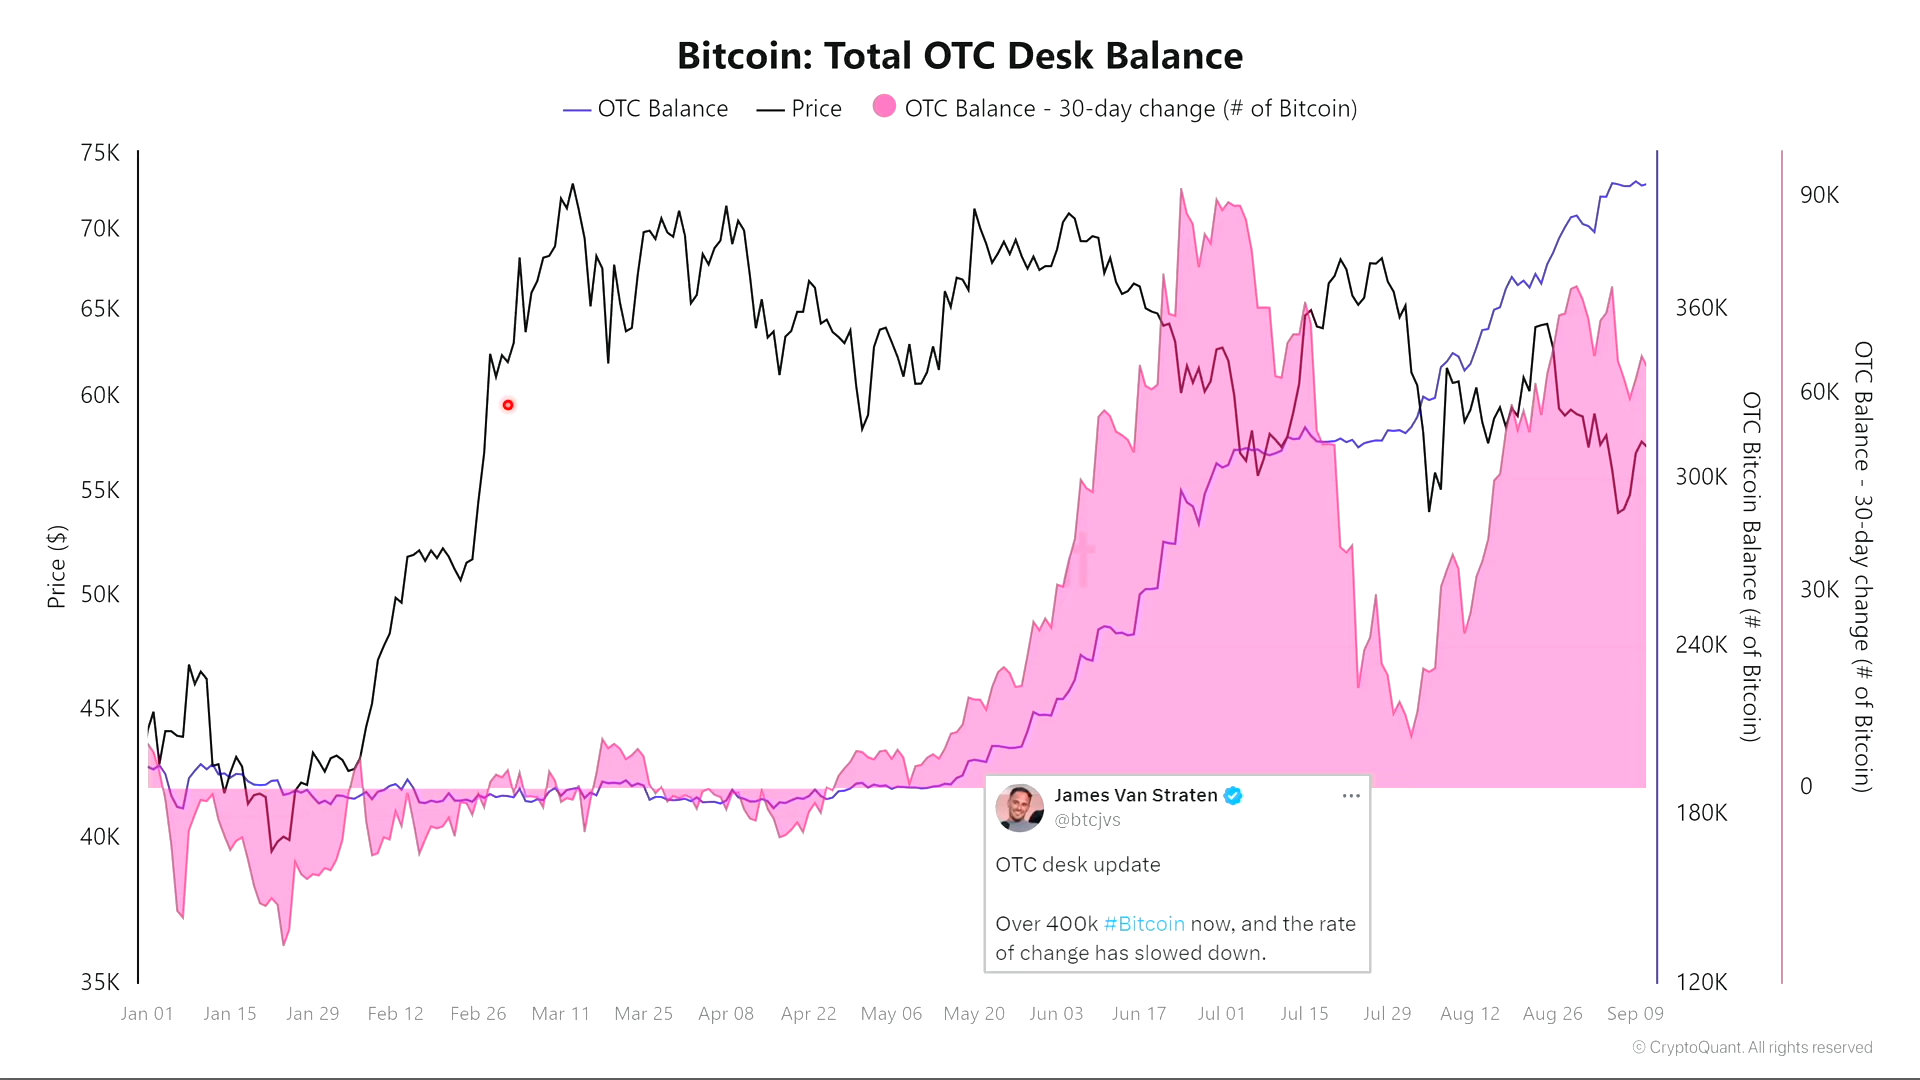 Bitcoin: Total OTC Desk Balance
OTC Balance Price OTC Balance - 30-day change (# of Bitcoin)
75K
70K
65K
60K
55K
50K
45K
40K
35K
Price ($)
360K
300K
240K
180K
120K
OTC Bitcoin Balance (# of Bitcoin)
90K
60K
30K
0
OTC Balance - 30-day change (# of Bitcoin)
James Van Straten
@btcjvs
OTC desk update
Over 400k #Bitcoin now, and the rate
of change has slowed down.
Jan 01 Jan 15 Jan 29 Feb 12 Feb 26 Mar 11 Mar 25 Apr 08 Apr 22 May 06 May 20 Jun 03 Jun 17 Jul 01 Jul 15 Jul 29 Aug 12 Aug 26 Sep 09
© CryptoQuant. All rights reserved